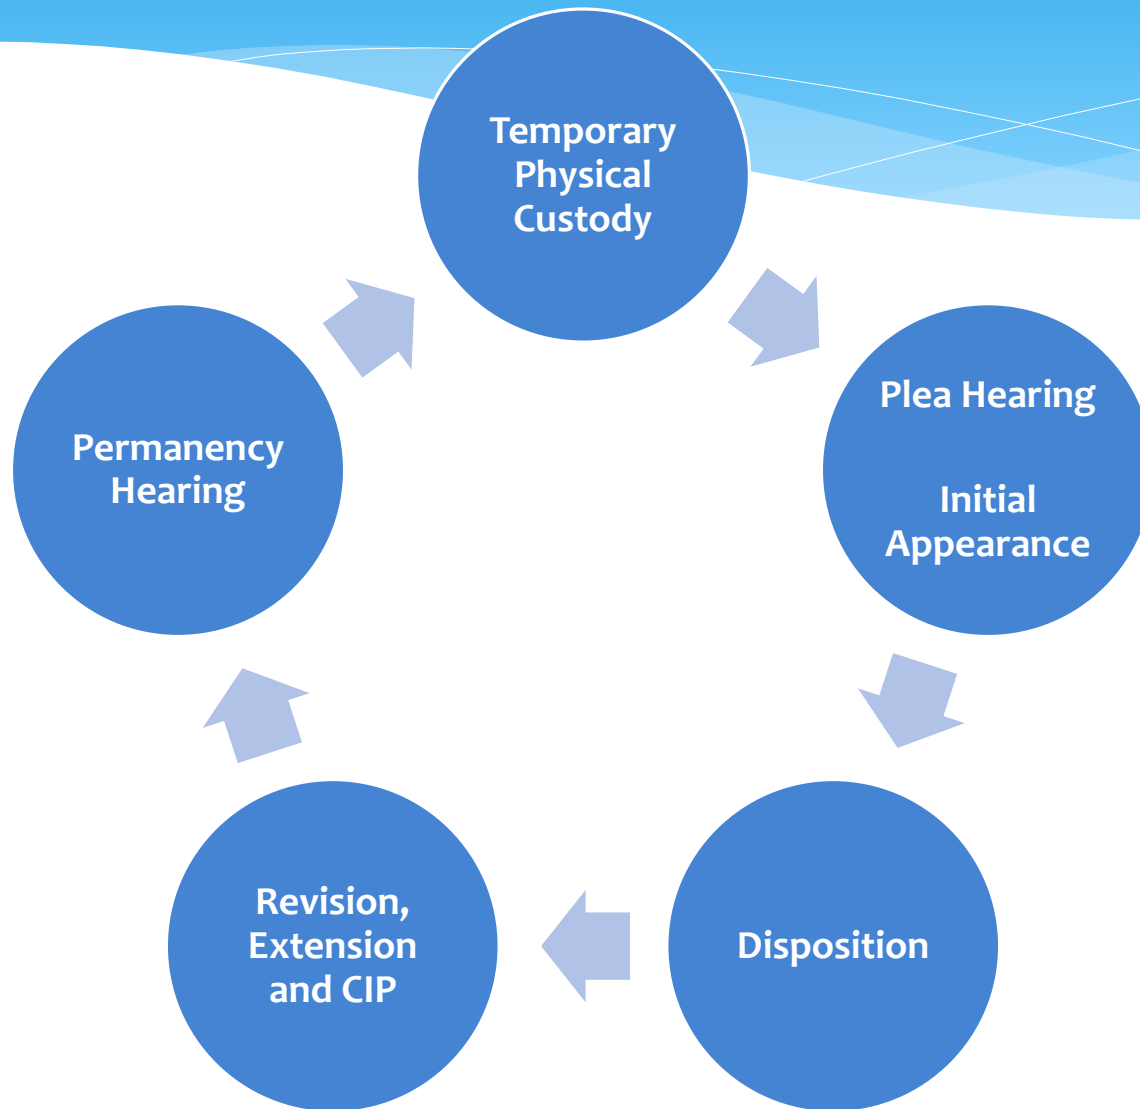 Temporary
Physical
Custody
Plea Hearing
Initial
Appearance
Disposition
Revision,
Extension
and CIP
Permanency
Hearing